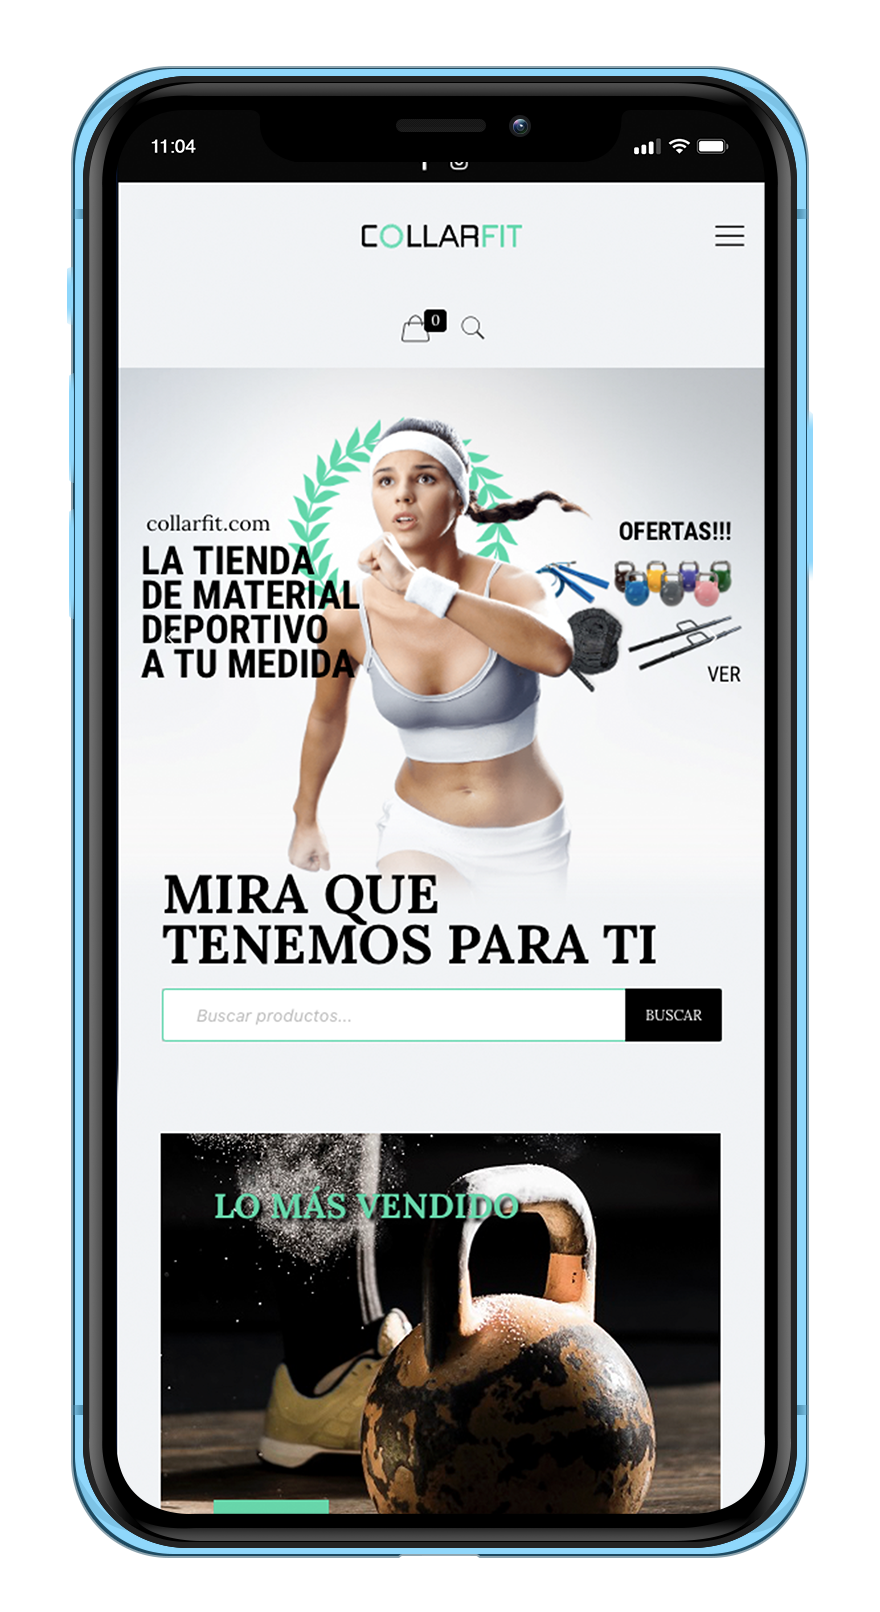 11:04
COLLARFIT
0
collarfit.com
LA TIENDA
DE MATERIAL
DEPORTIVO
A TU MEDIDA
OFERTAS!!!
VER
MIRA QUE
TENEMOS PARA TI
Buscar productos...
BUSCAR
LO MÁS VENDIDO